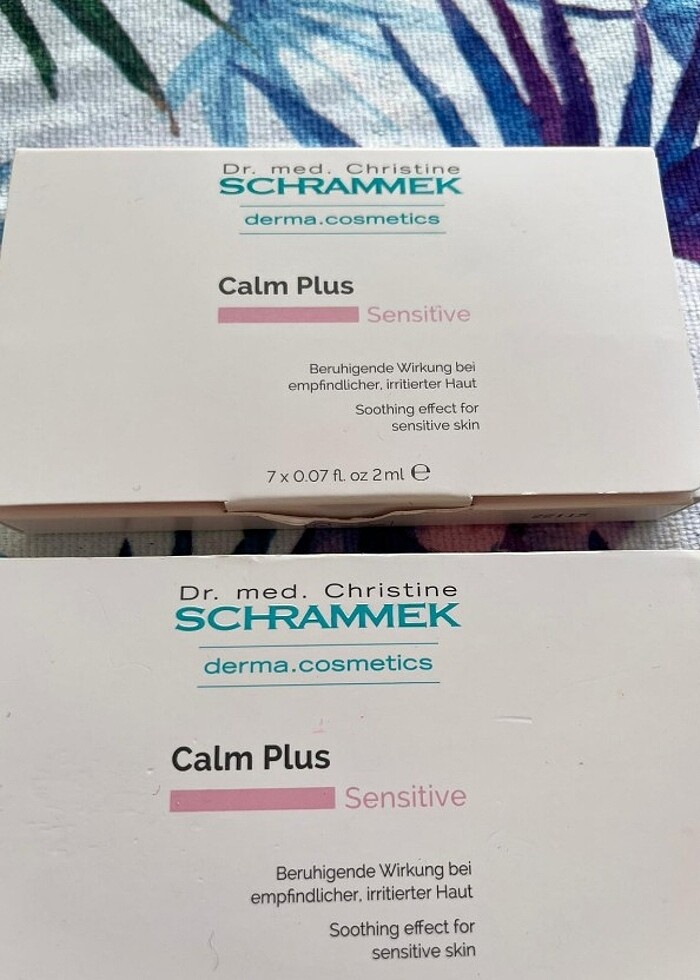 Dr. med. Christine
SCHRAMMEK
derma.cosmetics
Calm Plus
Sensitive
Beruhigende Wirkung bei
empfindlicher, irritierter Haut
Soothing effect for
sensitive skin
7 x 0.07 fl. oz 2 ml ℮
Dr. med. Christine
SCHRAMMEK
derma.cosmetics
Calm Plus
Sensitive
Beruhigende Wirkung bei
empfindlicher, irritierter Haut
Soothing effect for
sensitive skin